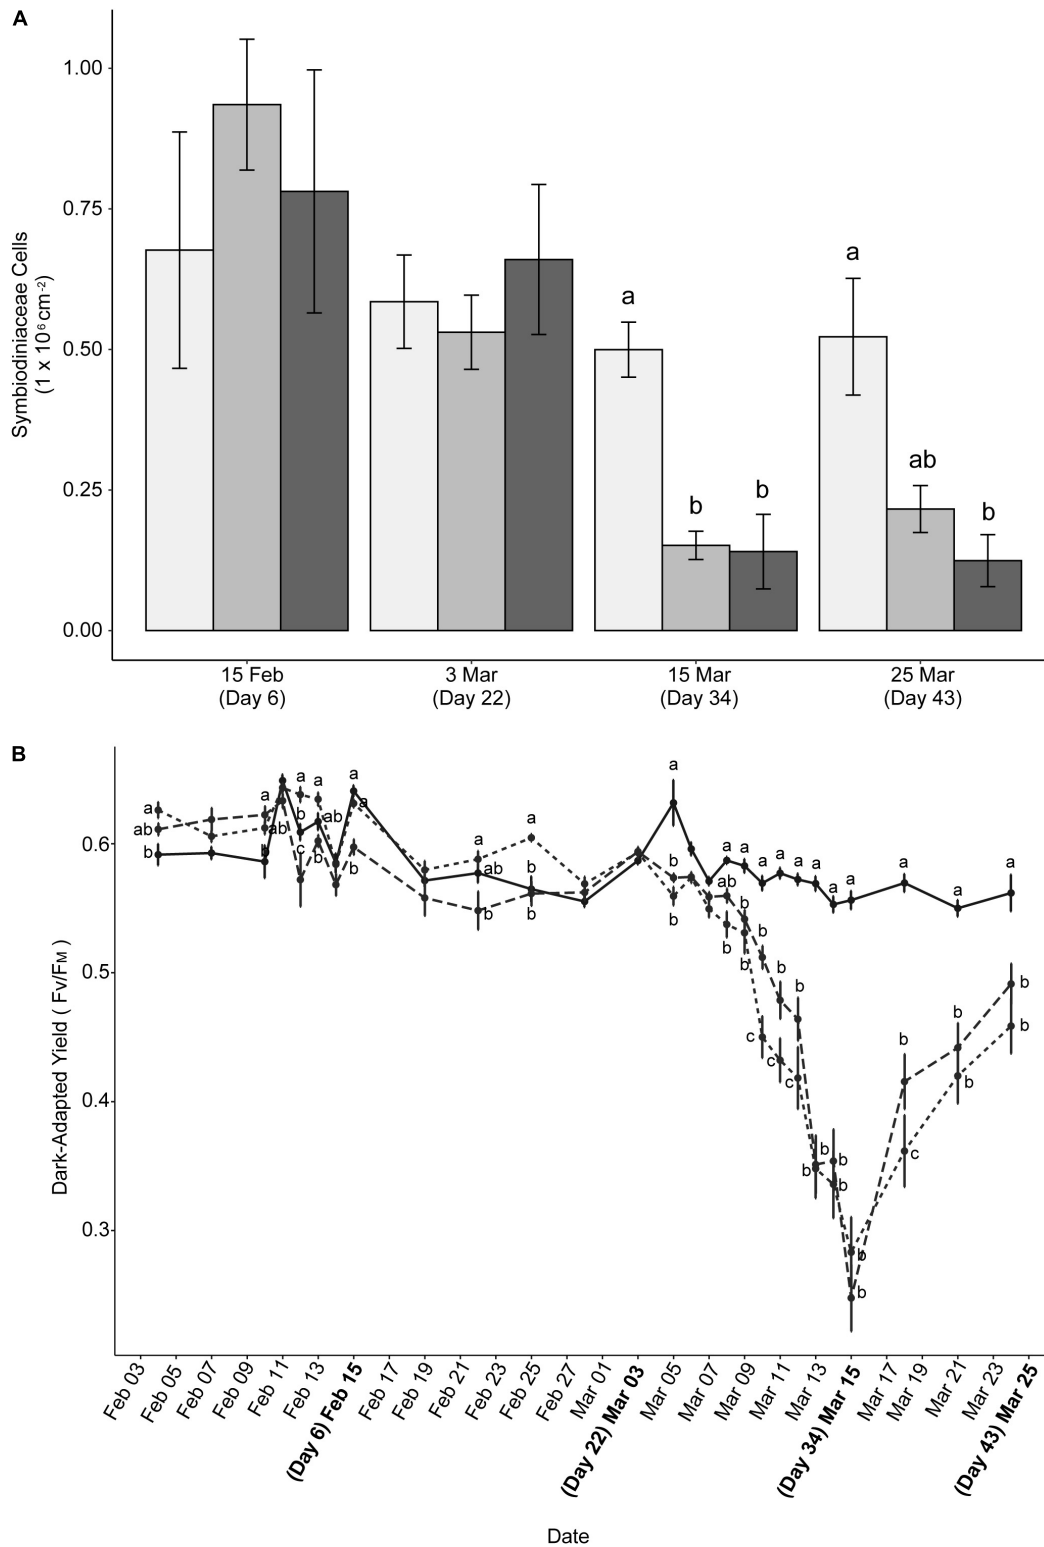 A
Symbiodiniaceae Cells
(1 x 10⁶ cm⁻²)
1.00
0.75
0.50
0.25
0.00
a
b
b
a
ab
b
15 Feb
(Day 6)
3 Mar
(Day 22)
15 Mar
(Day 34)
25 Mar
(Day 43)
B
Dark-Adapted Yield ( Fv/FM )
0.6
0.5
0.4
0.3
a
ab
b
a
ab
b
a
b
c
a
ab
b
a
b
a
ab
b
a
b
b
a
b
b
a
ab
b
a
b
b
a
b
c
a
b
c
a
b
c
a
b
b
a
b
b
a
b
b
a
b
c
a
b
b
a
b
b
Feb 03
Feb 05
Feb 07
Feb 09
Feb 11
Feb 13
(Day 6) Feb 15
Feb 17
Feb 19
Feb 21
Feb 23
Feb 25
Feb 27
Mar 01
(Day 22) Mar 03
Mar 05
Mar 07
Mar 09
Mar 11
Mar 13
(Day 34) Mar 15
Mar 17
Mar 19
Mar 21
Mar 23
(Day 43) Mar 25
Date